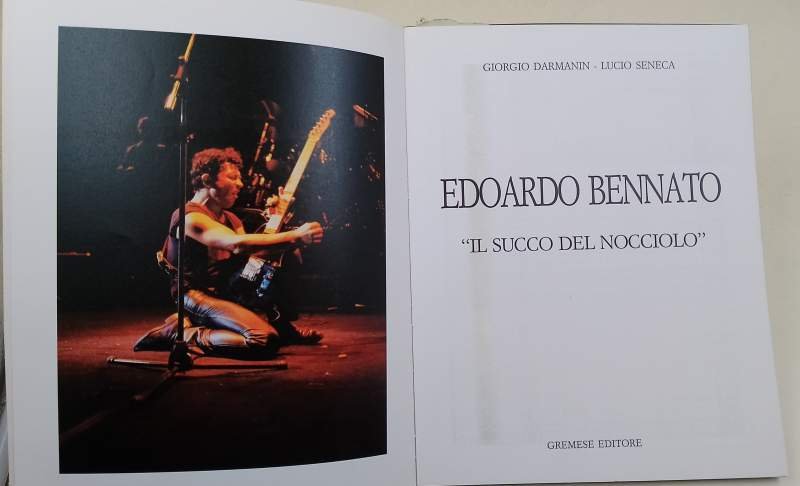 GIORGIO DARMANIN - LUCIO SENECA
EDOARDO BENNATO
“IL SUCCO DEL NOCCIOLO”
GREMESE EDITORE